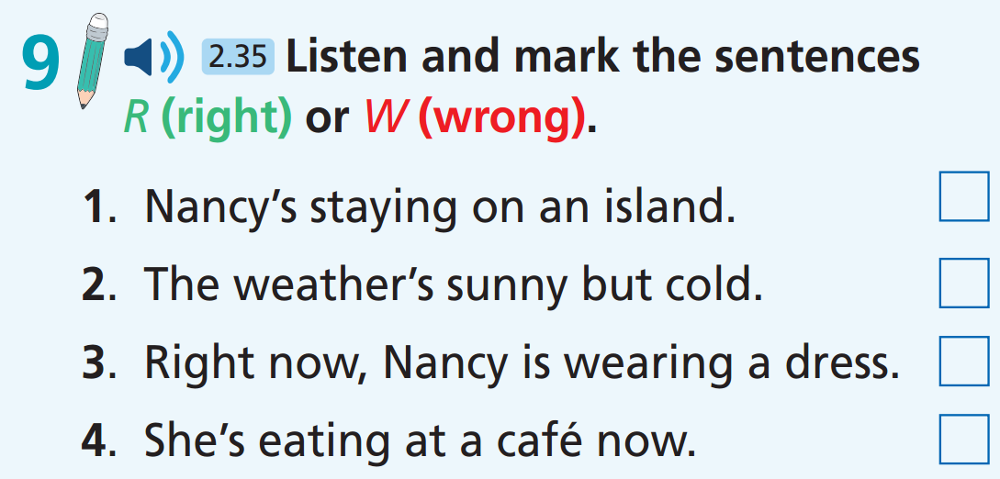 9 2.35 Listen and mark the sentences
R (right) or W (wrong).
1. Nancy’s staying on an island.
2. The weather’s sunny but cold.
3. Right now, Nancy is wearing a dress.
4. She’s eating at a café now.